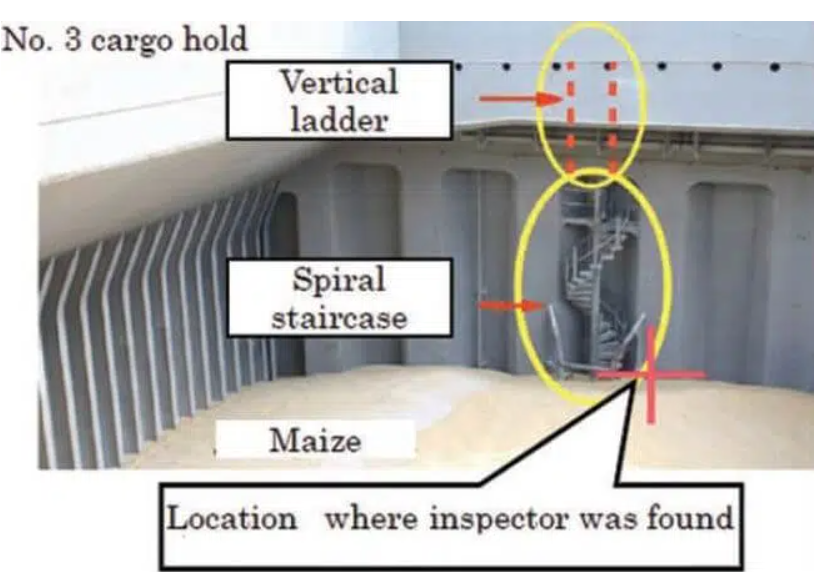 No. 3 cargo hold
Vertical
ladder
Spiral
staircase
Maize
Location where inspector was found